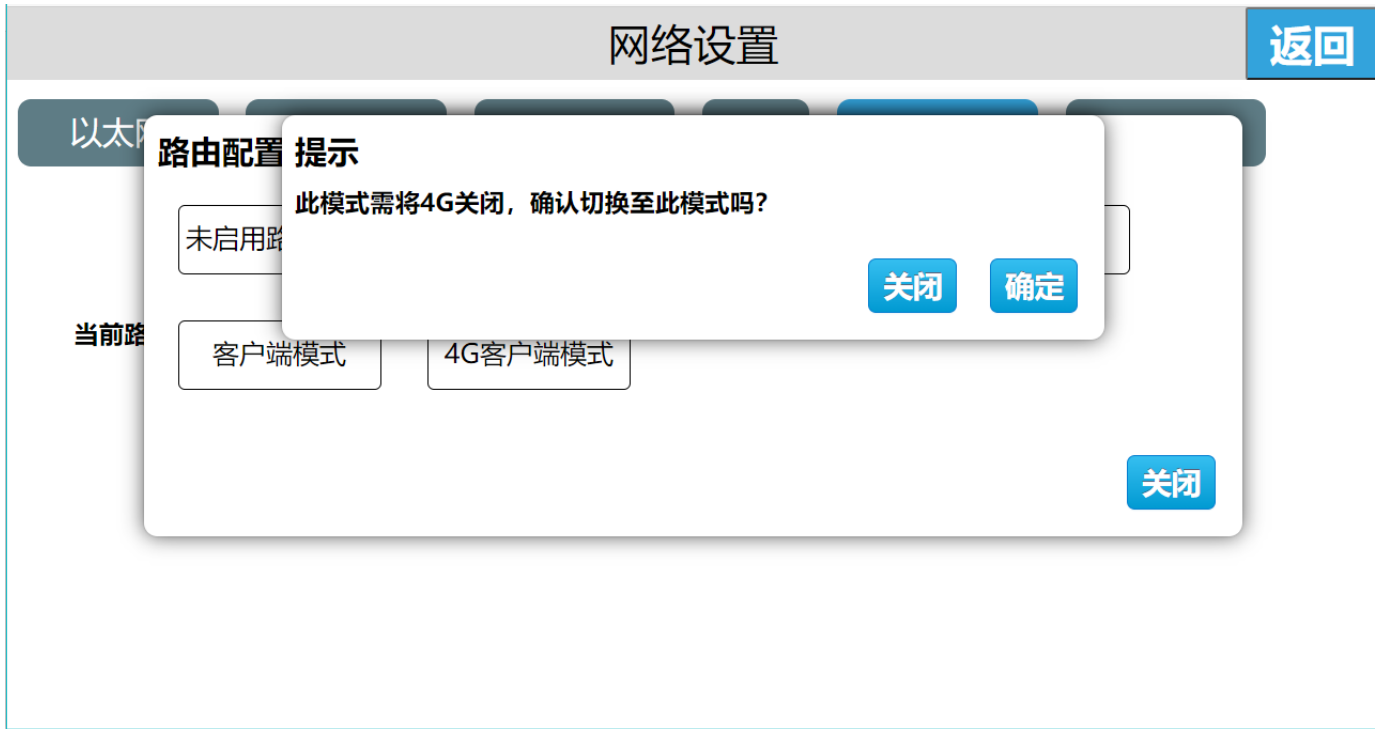 网络设置
返回
以太
路由配置
提示
此模式需将4G关闭，确认切换至此模式吗？
未启用
关闭
确定
当前路
客户端模式
4G客户端模式
关闭